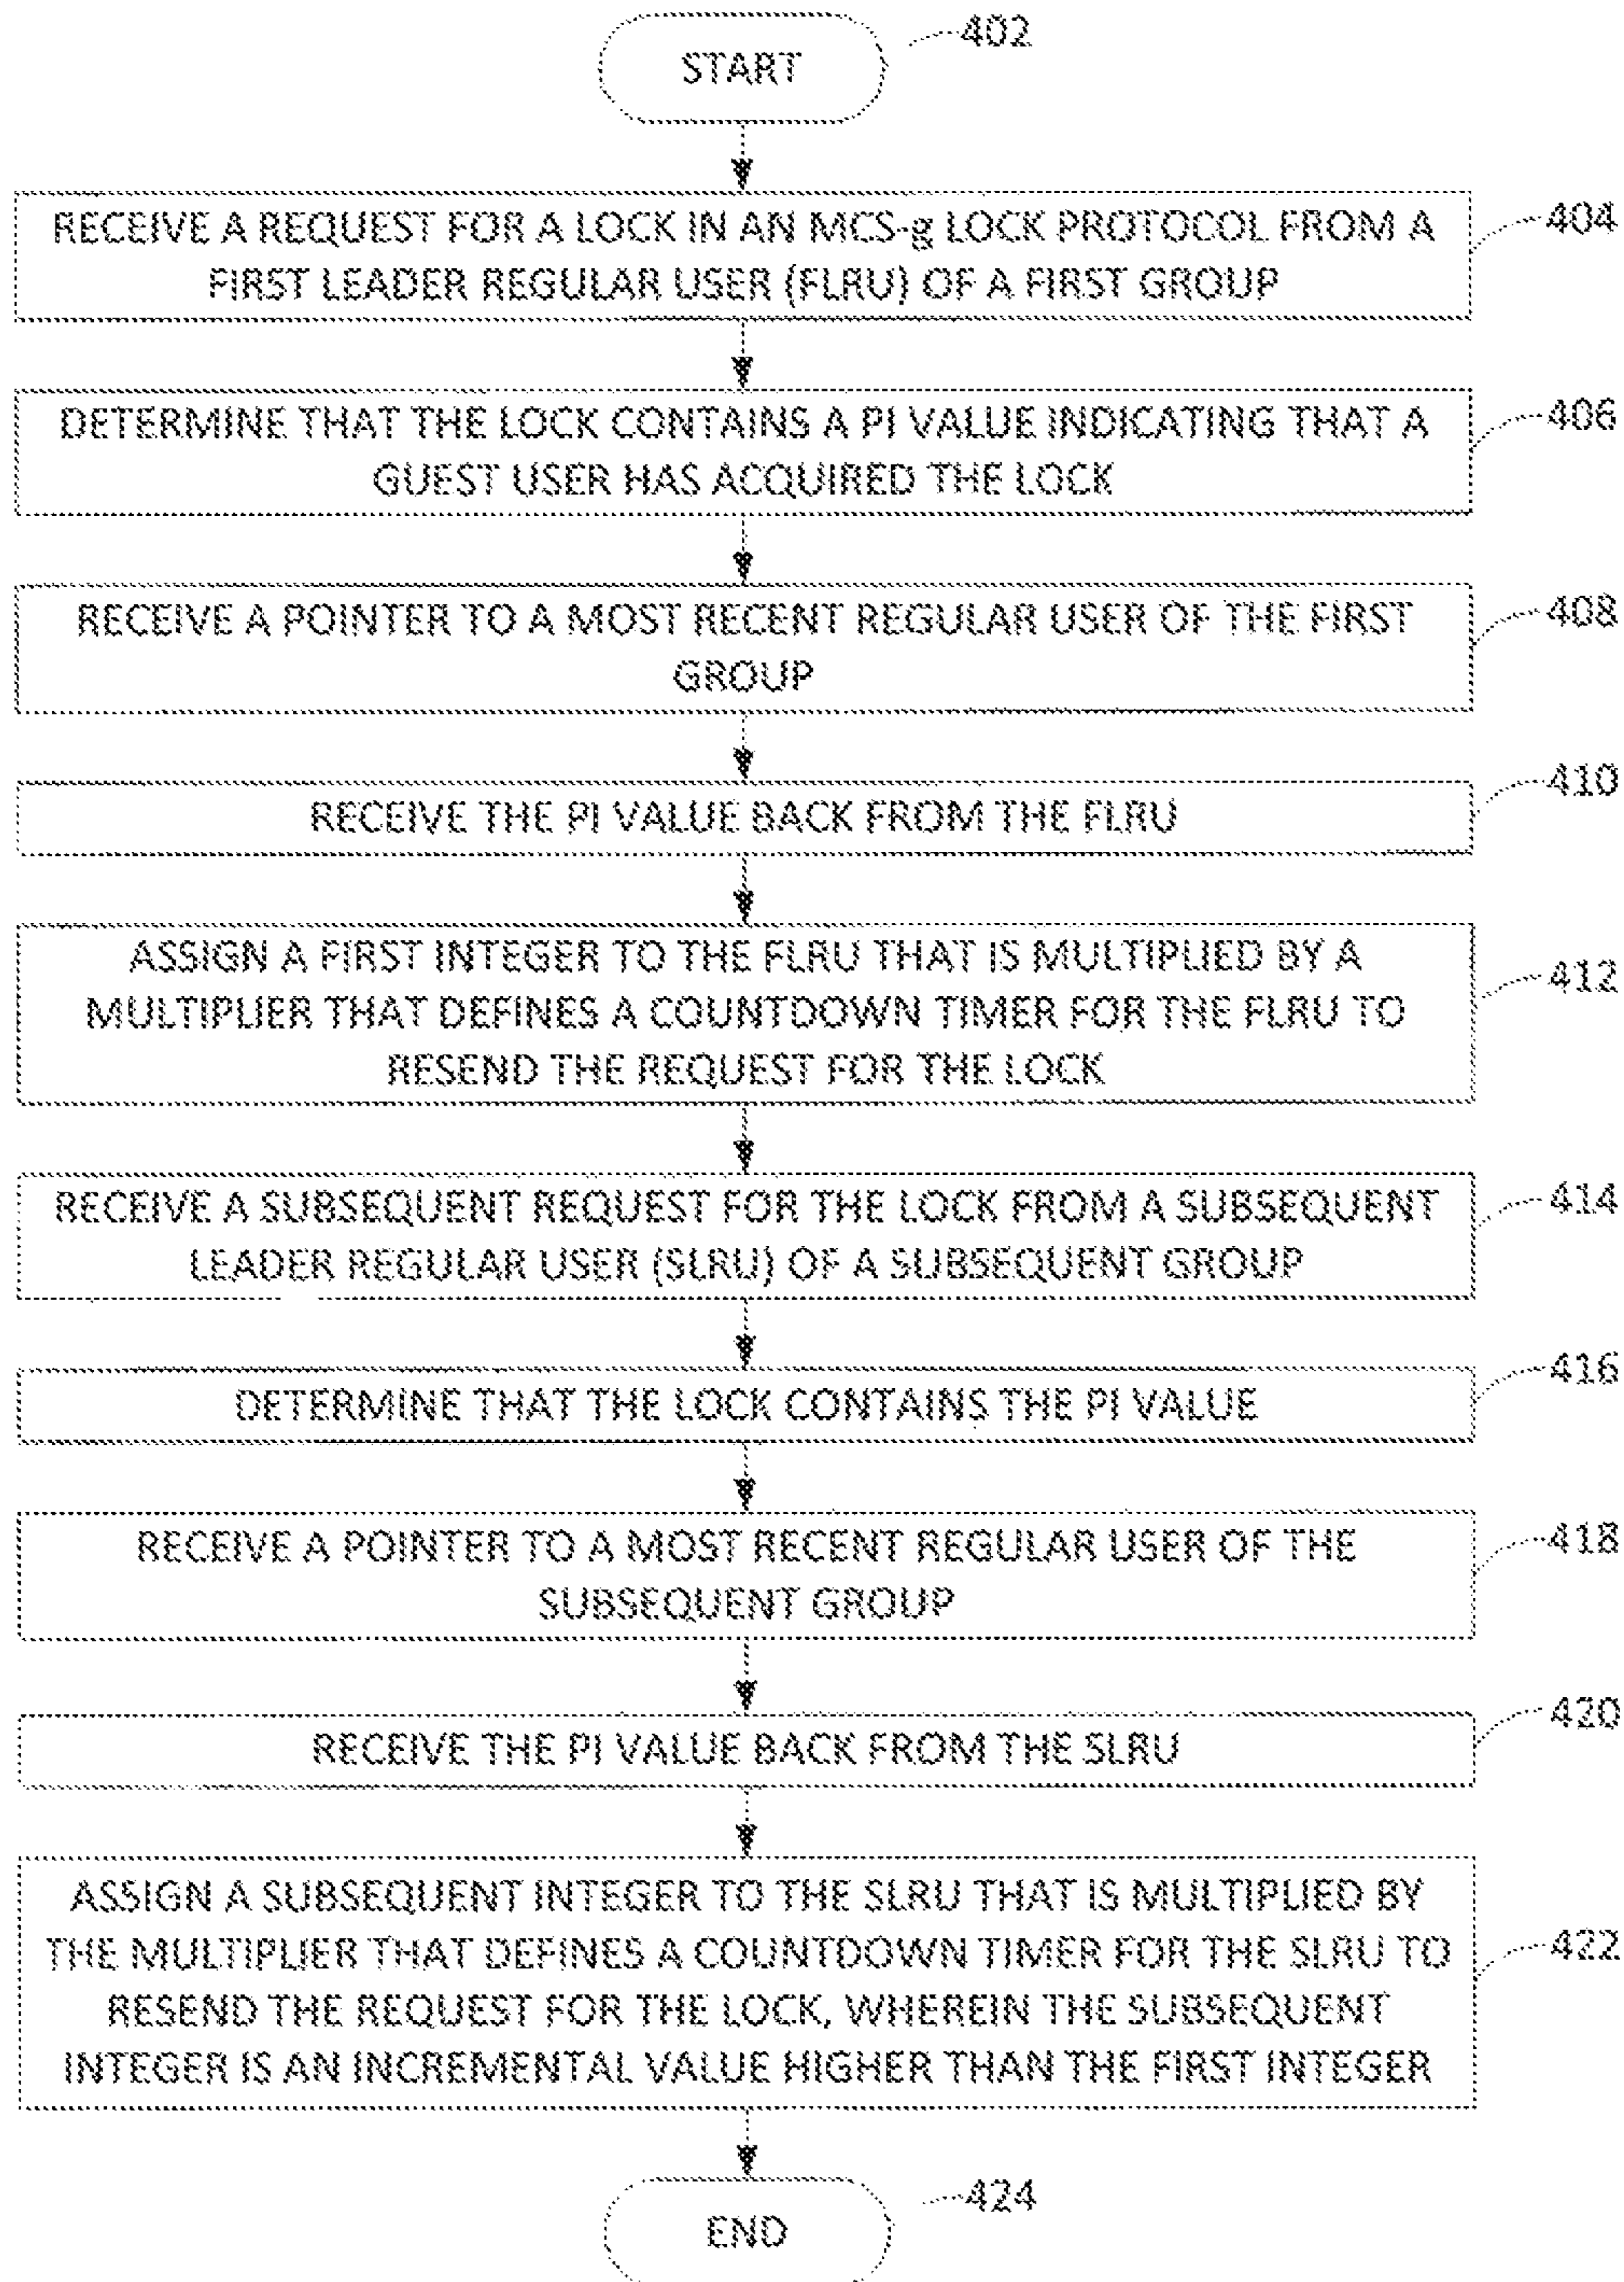 START
402
RECEIVE A REQUEST FOR A LOCK IN AN MCS-g LOCK PROTOCOL FROM A
FIRST LEADER REGULAR USER (FLRU) OF A FIRST GROUP
404
DETERMINE THAT THE LOCK CONTAINS A PI VALUE INDICATING THAT A
GUEST USER HAS ACQUIRED THE LOCK
406
RECEIVE A POINTER TO A MOST RECENT REGULAR USER OF THE FIRST
GROUP
408
RECEIVE THE PI VALUE BACK FROM THE FLRU
410
ASSIGN A FIRST INTEGER TO THE FLRU THAT IS MULTIPLIED BY A
MULTIPLIER THAT DEFINES A COUNTDOWN TIMER FOR THE FLRU TO
RESEND THE REQUEST FOR THE LOCK
412
RECEIVE A SUBSEQUENT REQUEST FOR THE LOCK FROM A SUBSEQUENT
LEADER REGULAR USER (SLRU) OF A SUBSEQUENT GROUP
414
DETERMINE THAT THE LOCK CONTAINS THE PI VALUE
416
RECEIVE A POINTER TO A MOST RECENT REGULAR USER OF THE
SUBSEQUENT GROUP
418
RECEIVE THE PI VALUE BACK FROM THE SLRU
420
ASSIGN A SUBSEQUENT INTEGER TO THE SLRU THAT IS MULTIPLIED BY
THE MULTIPLIER THAT DEFINES A COUNTDOWN TIMER FOR THE SLRU TO
RESEND THE REQUEST FOR THE LOCK, WHEREIN THE SUBSEQUENT
INTEGER IS AN INCREMENTAL VALUE HIGHER THAN THE FIRST INTEGER
422
END
424